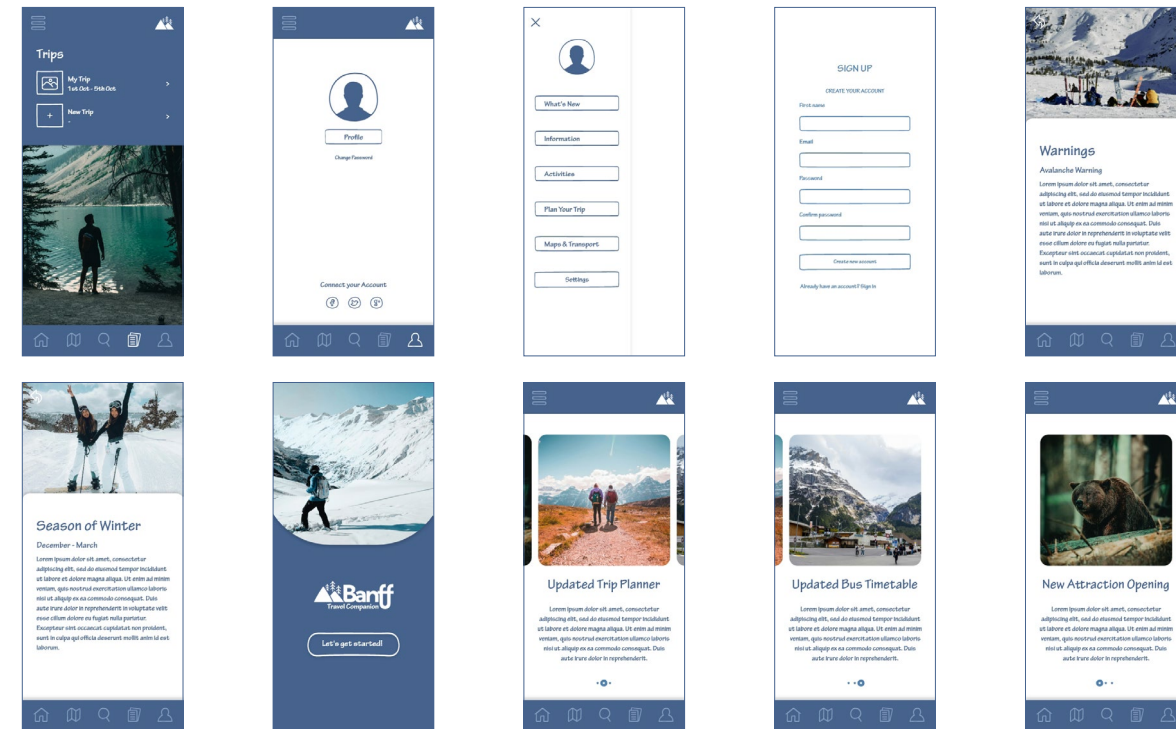 Trips
My Trip
1st Oct - 5th Oct
New Trip
-
Profile
Change Password
Connect your Account
What's New
Information
Activities
Plan Your Trip
Maps & Transport
Settings
SIGN UP
CREATE YOUR ACCOUNT
First name
Email
Password
Confirm password
Create new account
Already have an account? Sign in
Warnings
Avalanche Warning
Lorem ipsum dolor sit amet, consectetur
adipiscing elit, sed do eiusmod tempor incididunt
ut labore et dolore magna aliqua. Ut enim ad minim
veniam, quis nostrud exercitation ullamco laboris
nisi ut aliquip ex ea commodo consequat. Duis
aute irure dolor in reprehenderit in voluptate velit
esse cillum dolore eu fugiat nulla pariatur.
Excepteur sint occaecat cupidatat non proident,
sunt in culpa qui officia deserunt mollit anim id est
laborum.
Season of Winter
December - March
Lorem ipsum dolor sit amet, consectetur
adipiscing elit, sed do eiusmod tempor incididunt
ut labore et dolore magna aliqua. Ut enim ad minim
veniam, quis nostrud exercitation ullamco laboris
nisi ut aliquip ex ea commodo consequat. Duis
aute irure dolor in reprehenderit in voluptate velit
esse cillum dolore eu fugiat nulla pariatur.
Excepteur sint occaecat cupidatat non proident,
sunt in culpa qui officia deserunt mollit anim id est
laborum.
Banff
Travel Companion
Let's get started!
Updated Trip Planner
Lorem ipsum dolor sit amet, consectetur
adipiscing elit, sed do eiusmod tempor incididunt
ut labore et dolore magna aliqua. Ut enim ad minim
veniam, quis nostrud exercitation ullamco laboris
nisi ut aliquip ex ea commodo consequat. Duis
aute irure dolor in reprehenderit.
Updated Bus Timetable
Lorem ipsum dolor sit amet, consectetur
adipiscing elit, sed do eiusmod tempor incididunt
ut labore et dolore magna aliqua. Ut enim ad minim
veniam, quis nostrud exercitation ullamco laboris
nisi ut aliquip ex ea commodo consequat. Duis
aute irure dolor in reprehenderit.
New Attraction Opening
Lorem ipsum dolor sit amet, consectetur
adipiscing elit, sed do eiusmod tempor incididunt
ut labore et dolore magna aliqua. Ut enim ad minim
veniam, quis nostrud exercitation ullamco laboris
nisi ut aliquip ex ea commodo consequat. Duis
aute irure dolor in reprehenderit.